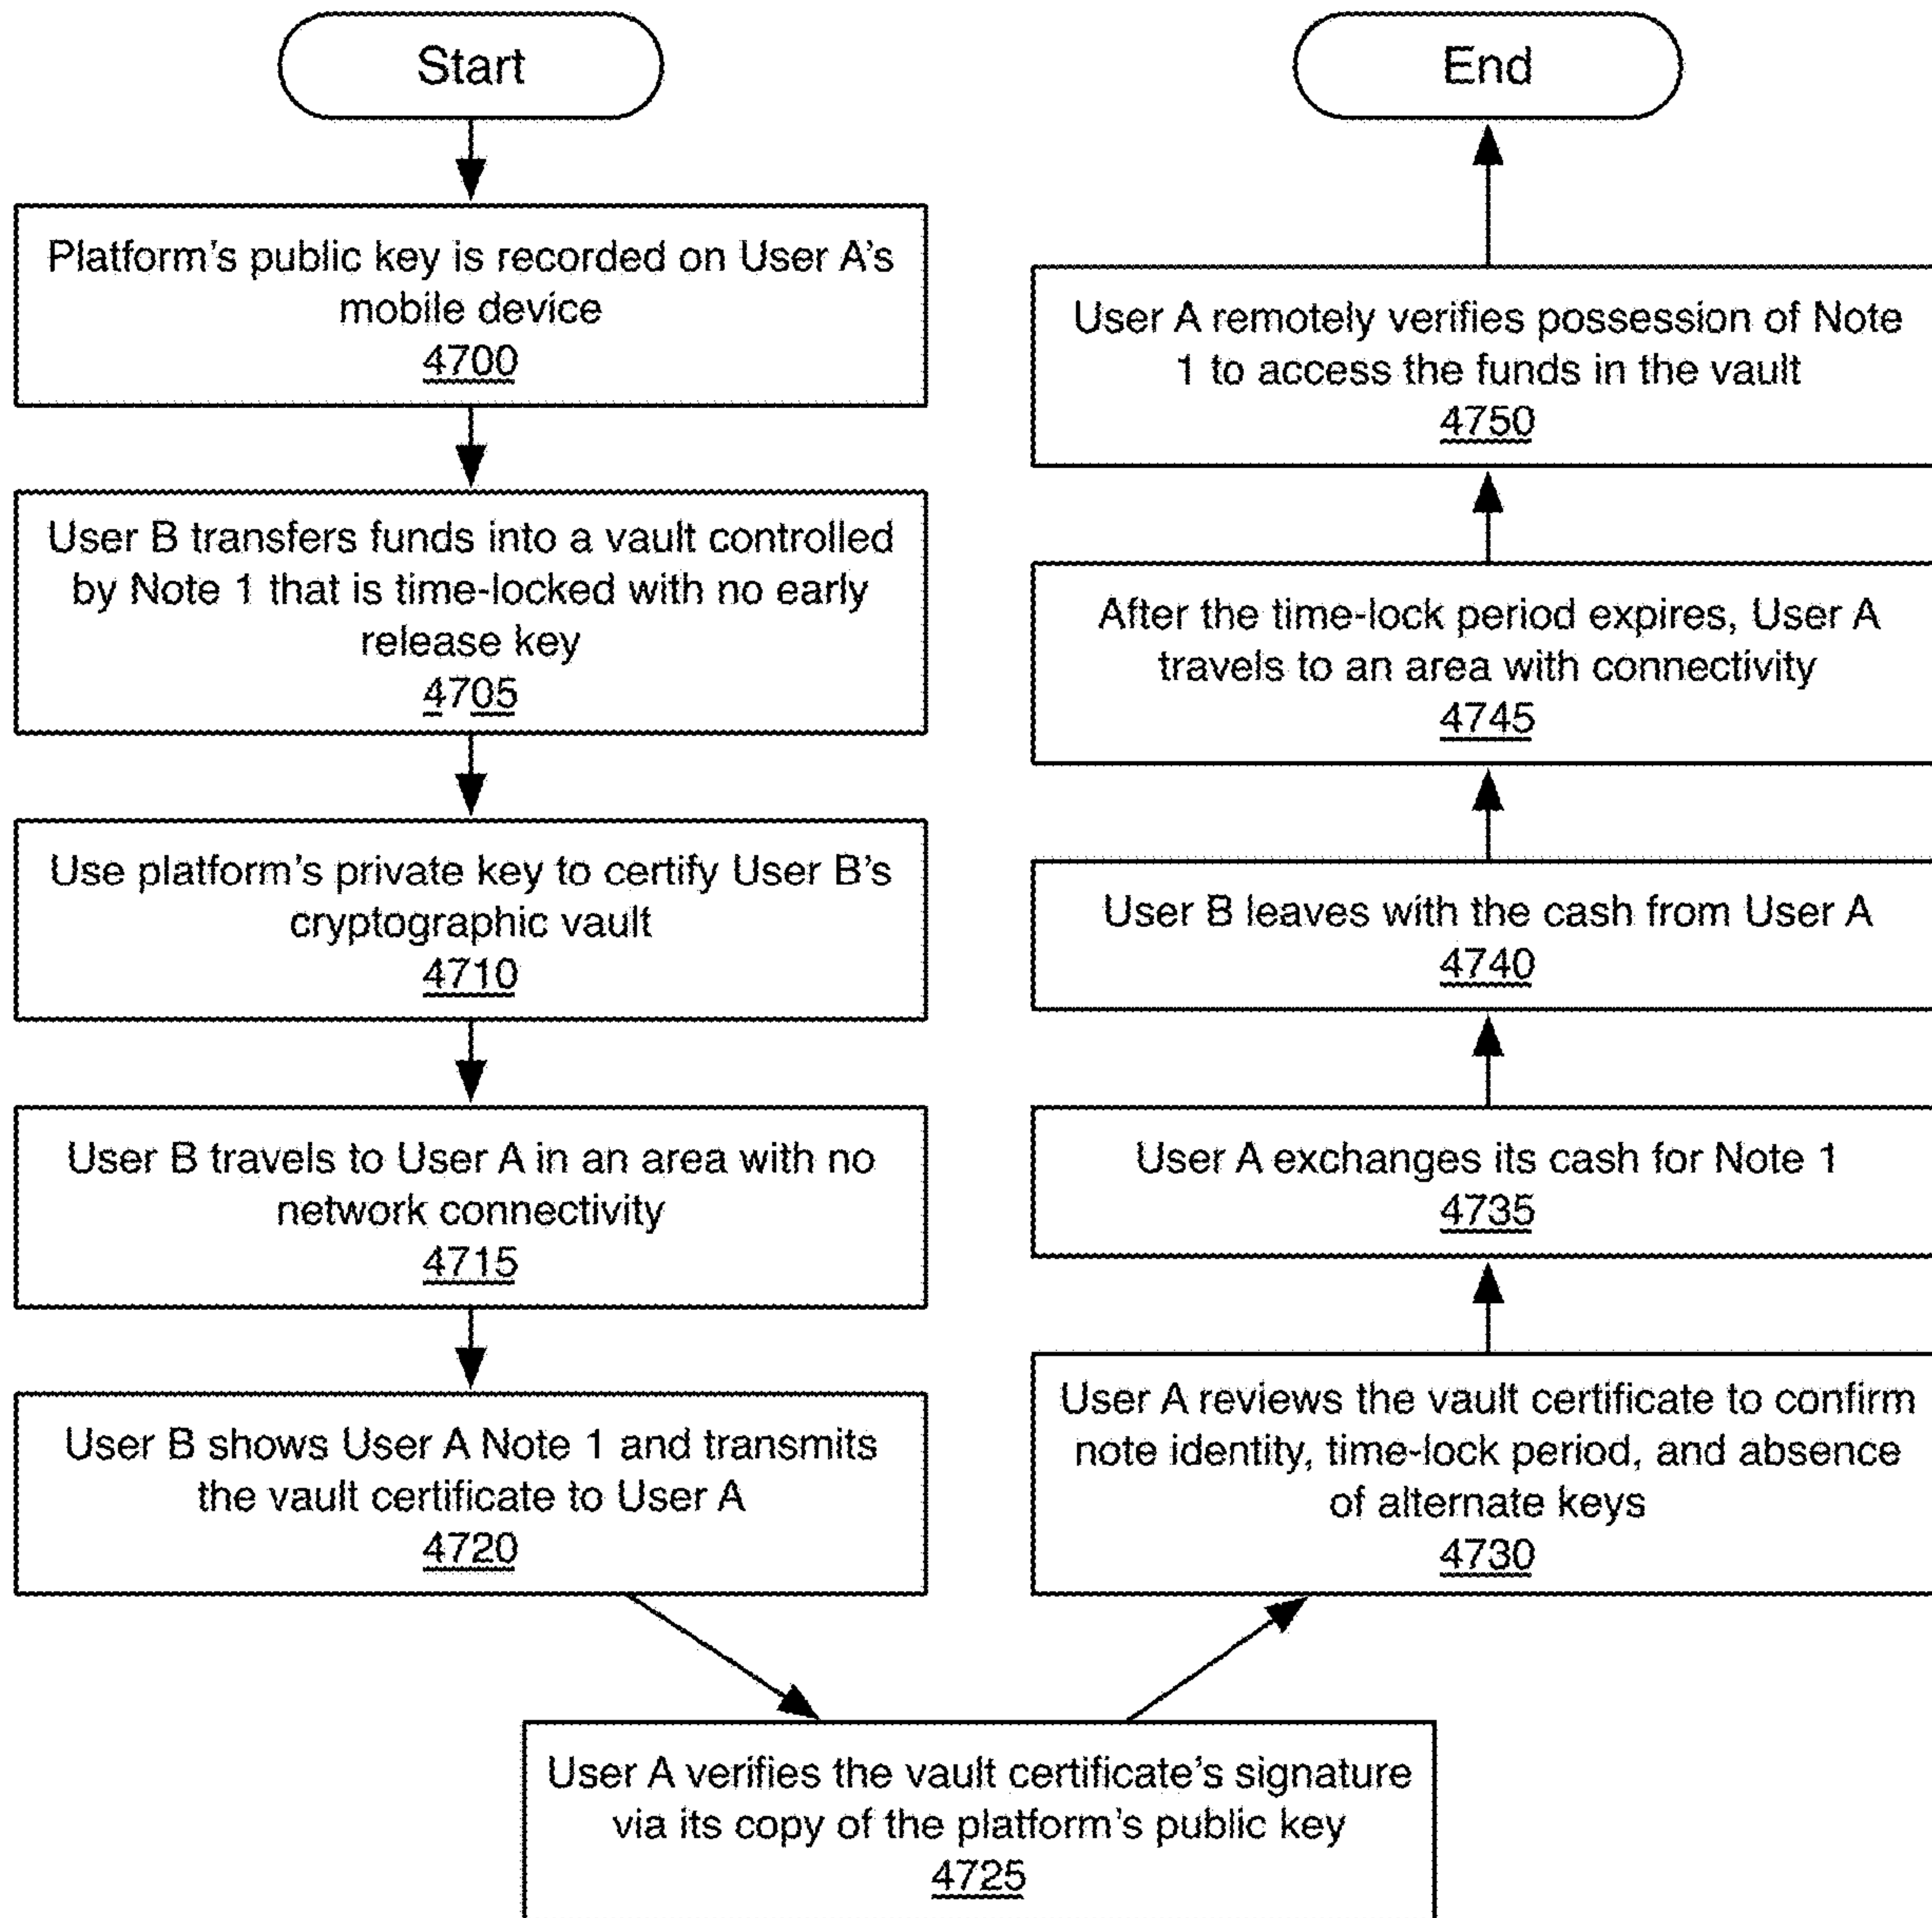 Start
Platform's public key is recorded on User A's
mobile device
4700
User B transfers funds into a vault controlled
by Note 1 that is time-locked with no early
release key
4705
Use platform's private key to certify User B's
cryptographic vault
4710
User B travels to User A in an area with no
network connectivity
4715
User B shows User A Note 1 and transmits
the vault certificate to User A
4720
User A verifies the vault certificate's signature
via its copy of the platform's public key
4725
User A reviews the vault certificate to confirm
note identity, time-lock period, and absence
of alternate keys
4730
User A exchanges its cash for Note 1
4735
User B leaves with the cash from User A
4740
After the time-lock period expires, User A
travels to an area with connectivity
4745
User A remotely verifies possession of Note
1 to access the funds in the vault
4750
End